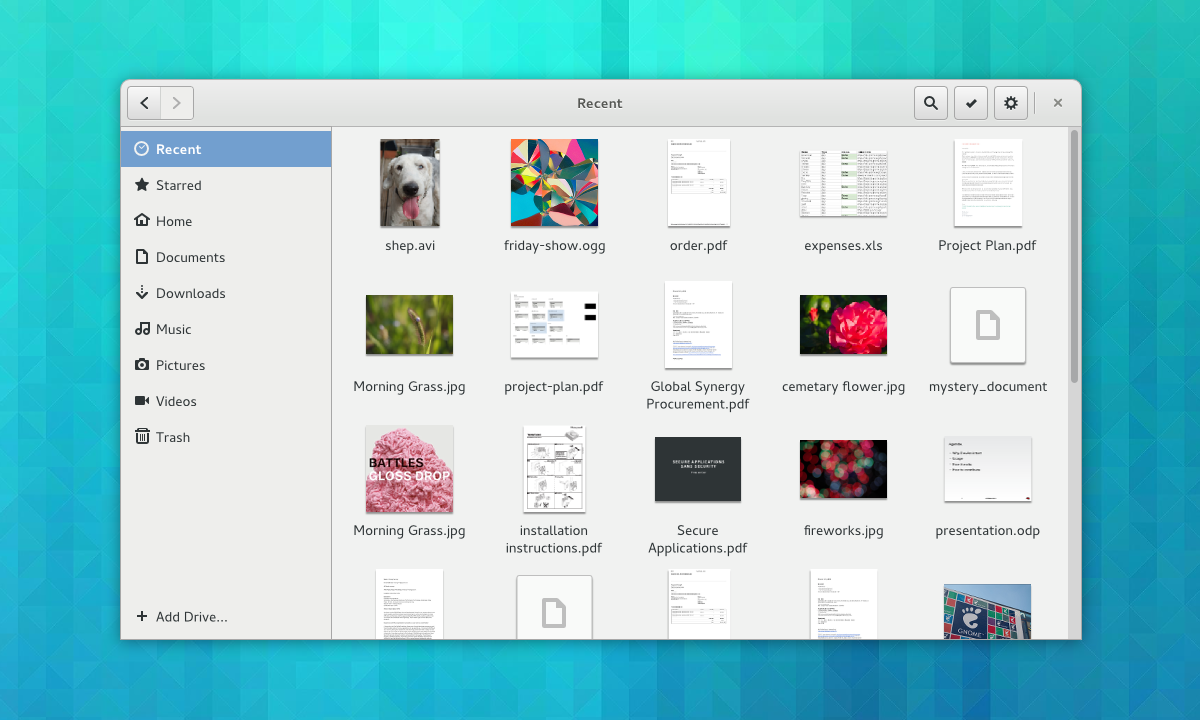 Recent
Recent
Starred
Home
Documents
Downloads
Music
Pictures
Videos
Trash
Add Drive...
shep.avi
friday-show.ogg
order.pdf
expenses.xls
Project Plan.pdf
Morning Grass.jpg
project-plan.pdf
Global Synergy
Procurement.pdf
cemetary flower.jpg
mystery_document
BATTLES
GLOSS DROP
SECURE APPLICATIONS
SANS SECURITY
Morning Grass.jpg
installation
instructions.pdf
Secure
Applications.pdf
fireworks.jpg
presentation.odp
GNOME